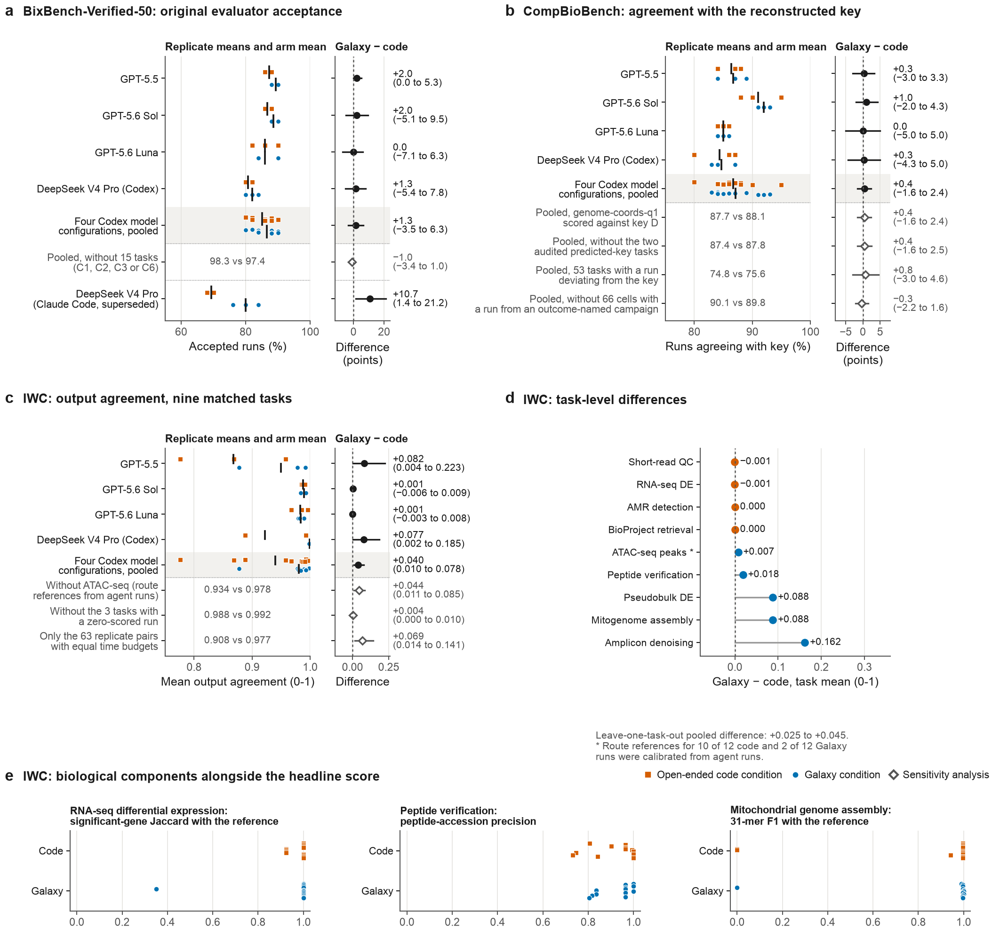 a BixBench-Verified-50: original evaluator acceptance
Replicate means and arm mean
Galaxy − code
GPT-5.5
+2.0
(0.0 to 5.3)
GPT-5.6 Sol
+2.0
(−5.1 to 9.5)
GPT-5.6 Luna
0.0
(−7.1 to 6.3)
DeepSeek V4 Pro (Codex)
+1.3
(−5.4 to 7.8)
Four Codex model
configurations, pooled
+1.3
(−3.5 to 6.3)
Pooled, without 15 tasks
(C1, C2, C3 or C6)
98.3 vs 97.4
−1.0
(−3.4 to 1.0)
DeepSeek V4 Pro
(Claude Code, superseded)
+10.7
(1.4 to 21.2)
60 80 100
0 20
Accepted runs (%)
Difference
(points)
b CompBioBench: agreement with the reconstructed key
Replicate means and arm mean
Galaxy − code
GPT-5.5
+0.3
(−3.0 to 3.3)
GPT-5.6 Sol
+1.0
(−2.0 to 4.3)
GPT-5.6 Luna
0.0
(−5.0 to 5.0)
DeepSeek V4 Pro (Codex)
+0.3
(−4.3 to 5.0)
Four Codex model
configurations, pooled
+0.4
(−1.6 to 2.4)
Pooled, genome-coords-q1
scored against key D
87.7 vs 88.1
+0.4
(−1.6 to 2.4)
Pooled, without the two
audited predicted-key tasks
87.4 vs 87.8
+0.4
(−1.6 to 2.5)
Pooled, 53 tasks with a run
deviating from the key
74.8 vs 75.6
+0.8
(−3.0 to 4.6)
Pooled, without 66 cells with
a run from an outcome-named campaign
90.1 vs 89.8
−0.3
(−2.2 to 1.6)
80 90 100
−5 0 5
Runs agreeing with key (%)
Difference
(points)
c IWC: output agreement, nine matched tasks
Replicate means and arm mean
Galaxy − code
GPT-5.5
+0.082
(0.004 to 0.223)
GPT-5.6 Sol
+0.001
(−0.006 to 0.009)
GPT-5.6 Luna
+0.001
(−0.003 to 0.008)
DeepSeek V4 Pro (Codex)
+0.077
(0.002 to 0.185)
Four Codex model
configurations, pooled
+0.040
(0.010 to 0.078)
Without ATAC-seq (route
references from agent runs)
0.934 vs 0.978
+0.044
(0.011 to 0.085)
Without the 3 tasks with
a zero-scored run
0.988 vs 0.992
+0.004
(0.000 to 0.010)
Only the 63 replicate pairs
with equal time budgets
0.908 vs 0.977
+0.069
(0.014 to 0.141)
0.8 0.9 1.0
0.00 0.25
Mean output agreement (0-1)
Difference
d IWC: task-level differences
Short-read QC
−0.001
RNA-seq DE
−0.001
AMR detection
0.000
BioProject retrieval
0.000
ATAC-seq peaks *
+0.007
Peptide verification
+0.018
Pseudobulk DE
+0.088
Mitogenome assembly
+0.088
Amplicon denoising
+0.162
0.0 0.1 0.2 0.3
Galaxy − code, task mean (0-1)
Leave-one-task-out pooled difference: +0.025 to +0.045.
* Route references for 10 of 12 code and 2 of 12 Galaxy
runs were calibrated from agent runs.
Open-ended code condition
Galaxy condition
Sensitivity analysis
e IWC: biological components alongside the headline score
RNA-seq differential expression:
significant-gene Jaccard with the reference
Code
Galaxy
0.0 0.2 0.4 0.6 0.8 1.0
Peptide verification:
peptide-accession precision
Code
Galaxy
0.0 0.2 0.4 0.6 0.8 1.0
Mitochondrial genome assembly:
31-mer F1 with the reference
Code
Galaxy
0.0 0.2 0.4 0.6 0.8 1.0